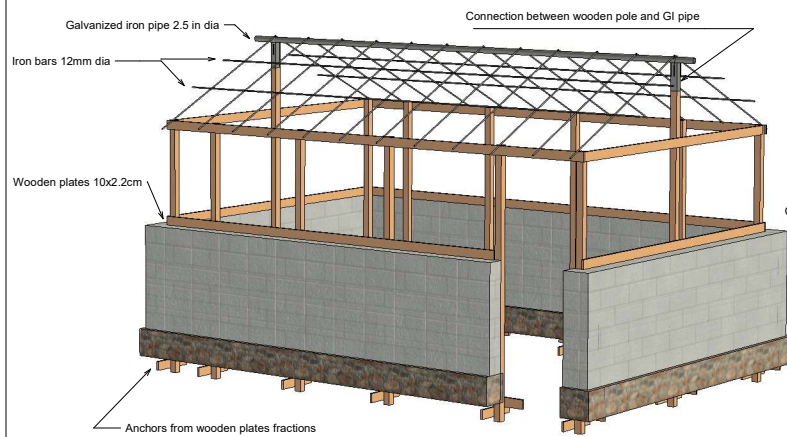 Connection between wooden pole and GI pipe
Galvanized iron pipe 2.5 in dia
Iron bars 12mm dia
Wooden plates 10x2.2cm
Anchors from wooden plates fractions